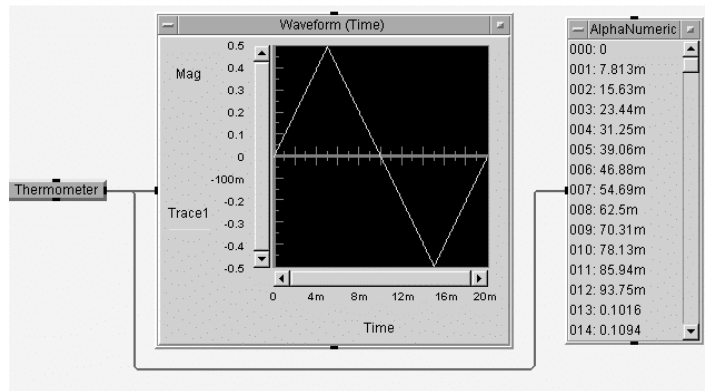 Waveform (Time)
AlphaNumeric
Mag
0.5
0.4
0.3
0.2
0.1
0
-100m
-0.2
-0.3
-0.4
-0.5
Trace1
0 4m 8m 12m 16m 20m
Time
Thermometer
000: 0
001: 7.813m
002: 15.63m
003: 23.44m
004: 31.25m
005: 39.06m
006: 46.88m
007: 54.69m
008: 62.5m
009: 70.31m
010: 78.13m
011: 85.94m
012: 93.75m
013: 0.1016
014: 0.1094